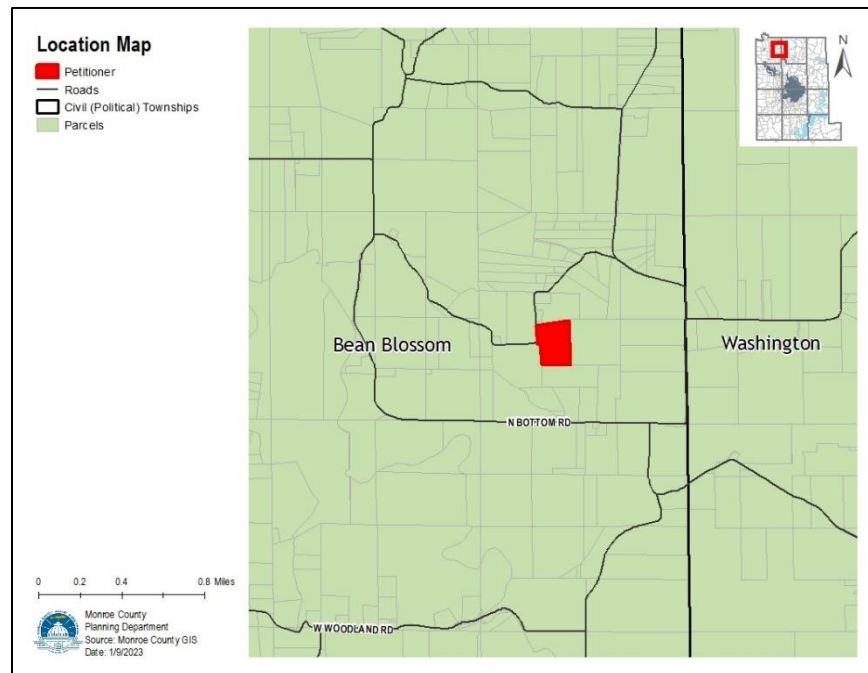 Location Map
Petitioner
Roads
Civil (Political) Townships
Parcels
N
Bean Blossom
Washington
N BOTTOM RD
W WOODLAND RD
0 0.2 0.4 0.8 Miles
Monroe County
Planning Department
Source: Monroe County GIS
Date: 1/9/2023